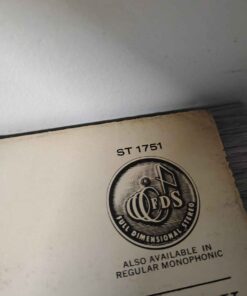 ST 1751
FDS
FULL DIMENSIONAL STEREO
ALSO AVAILABLE IN
REGULAR MONOPHONIC